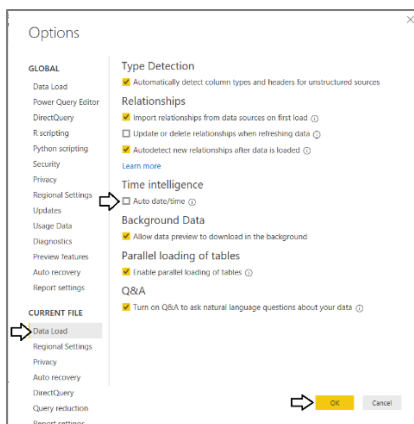 Options
GLOBAL
Data Load
Power Query Editor
DirectQuery
R scripting
Python scripting
Security
Privacy
Regional Settings
Updates
Usage Data
Diagnostics
Preview features
Auto recovery
Report settings
CURRENT FILE
Data Load
Regional Settings
Privacy
Auto recovery
DirectQuery
Query reduction
Report settings
Type Detection
Automatically detect column types and headers for unstructured sources
Relationships
Import relationships from data sources on first load
Update or delete relationships when refreshing data
Autodetect new relationships after data is loaded
Learn more
Time intelligence
Auto date/time
Background Data
Allow data preview to download in the background
Parallel loading of tables
Enable parallel loading of tables
Q&A
Turn on Q&A to ask natural language questions about your data
OK
Cancel